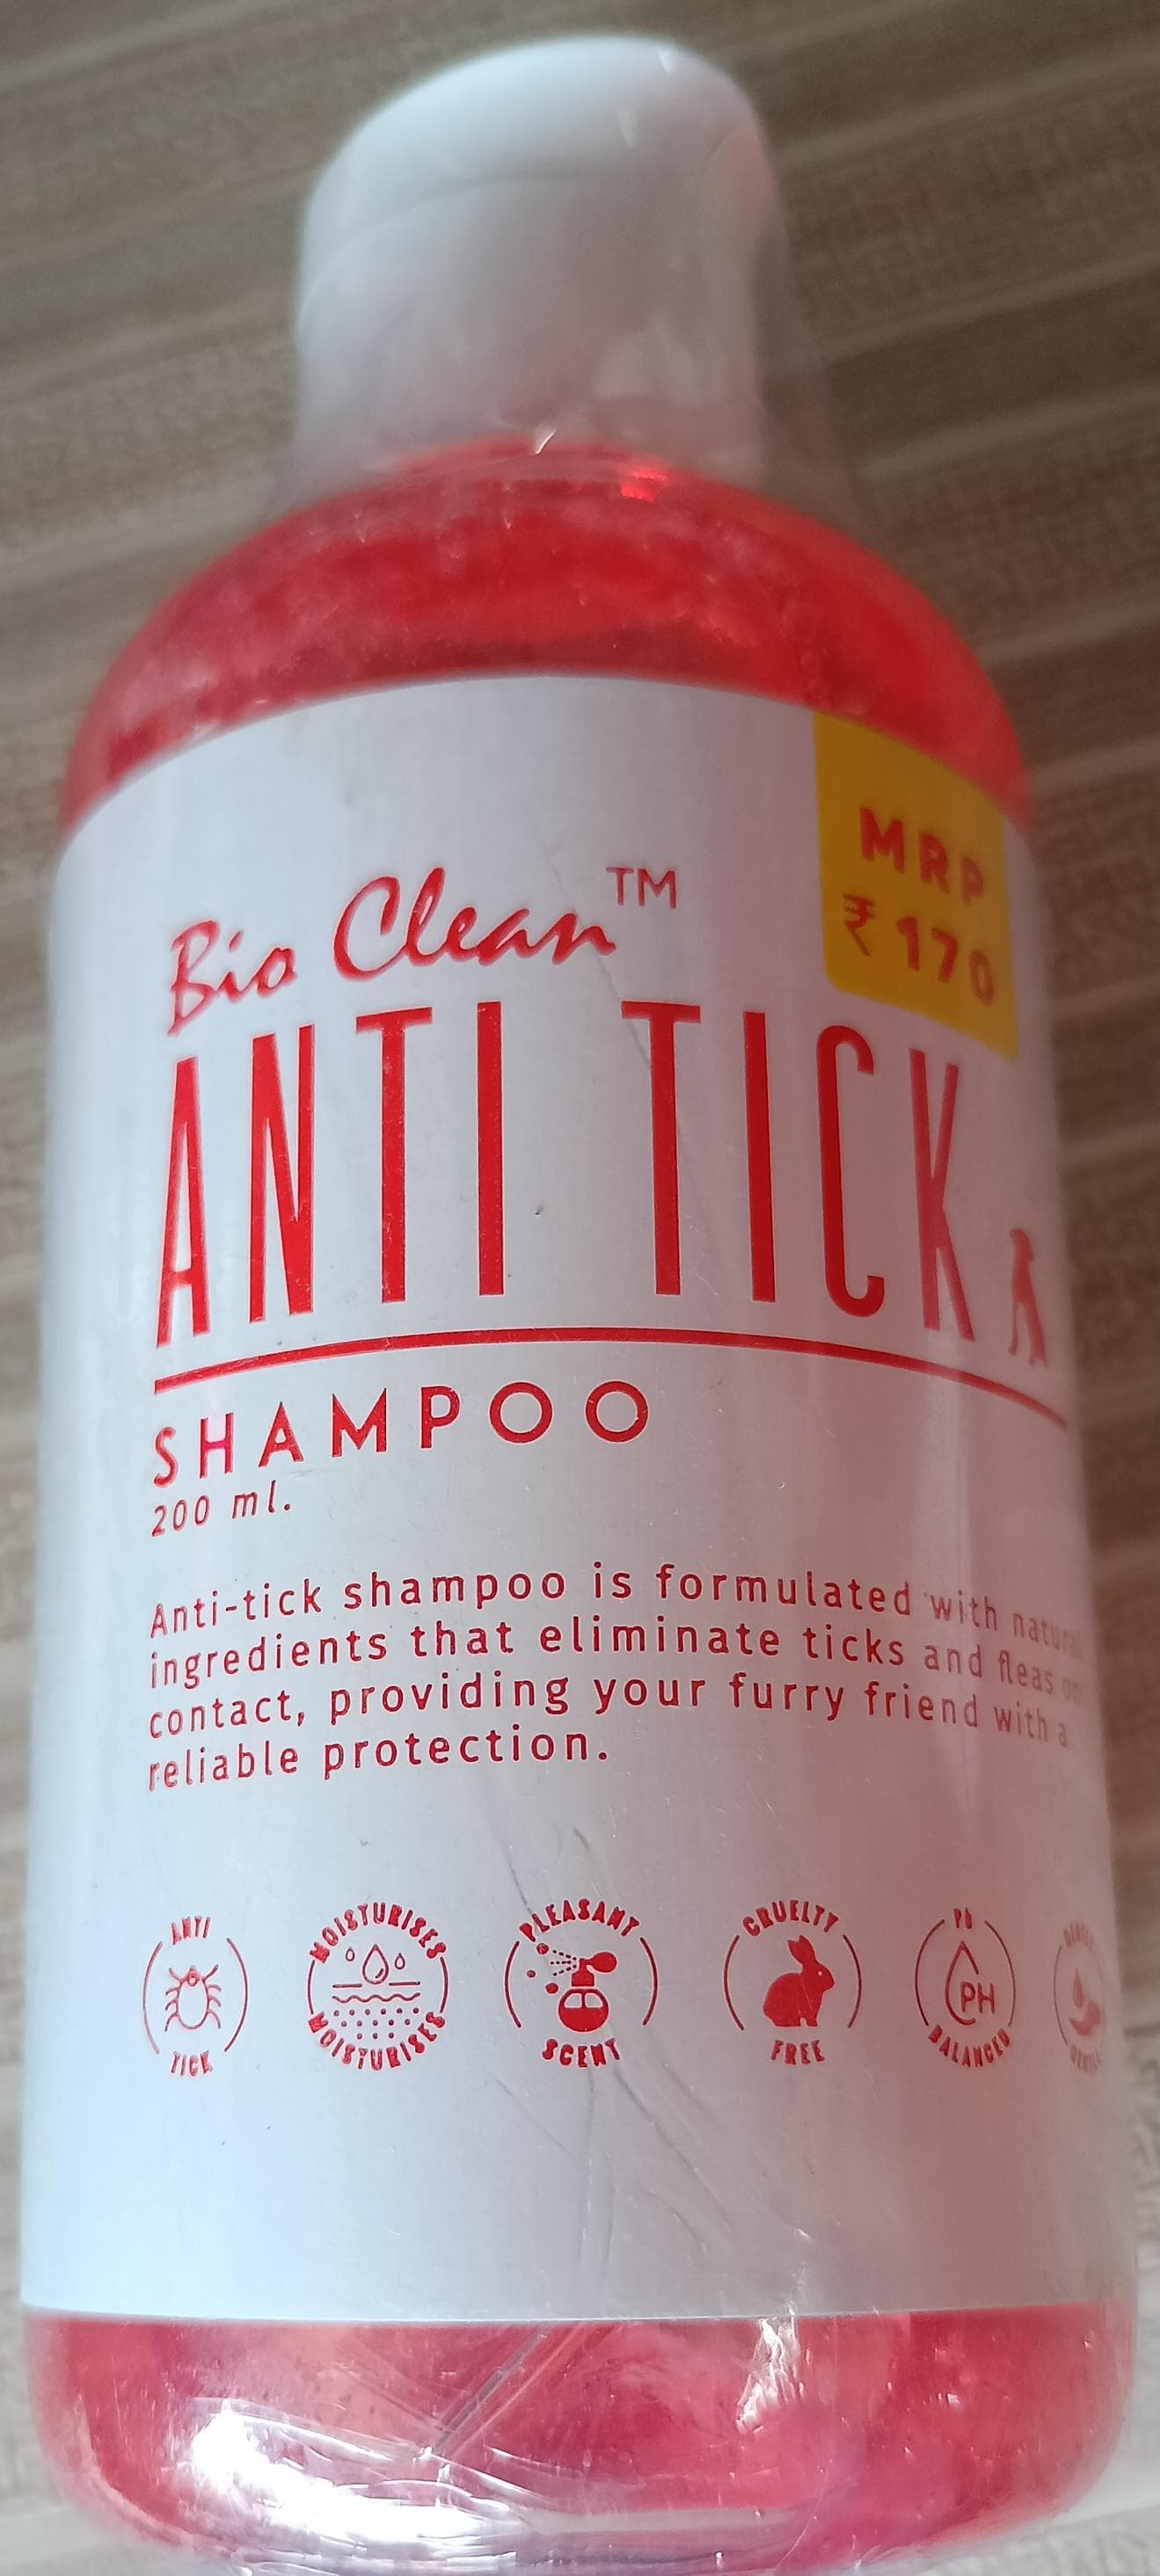 MRP
₹ 170
Bio Clean™
ANTI TICK
SHAMPOO
200 ml.
Anti-tick shampoo is formulated with
ingredients that eliminate ticks and fleas
contact, providing your furry friend with a
reliable protection.
ANTI
TICK
MOISTURISES
MOISTURISES
PLEASANT
SCENT
CRUELTY
FREE
PH
BALANCED